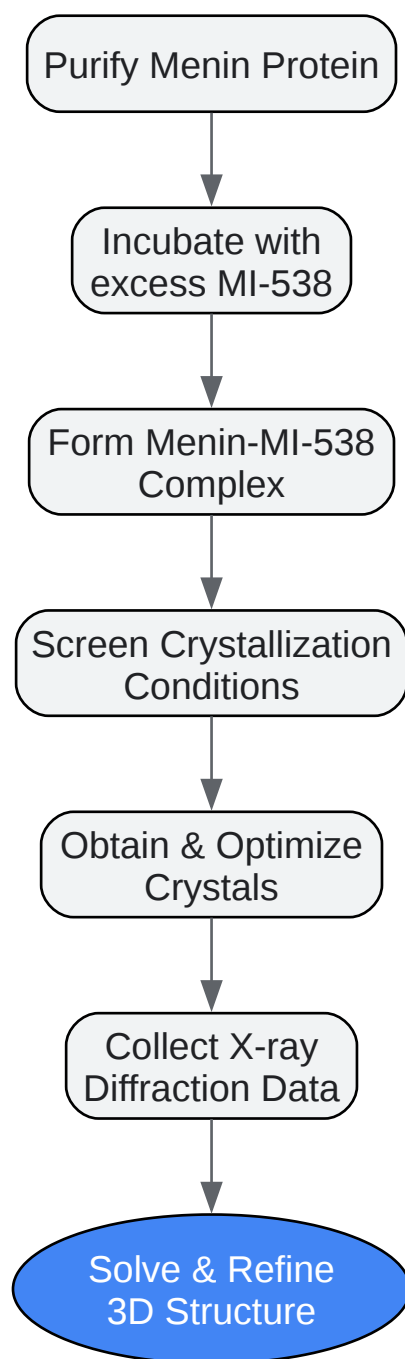 Purify Menin Protein
Incubate with
excess MI-538
Form Menin-MI-538
Complex
Screen Crystallization
Conditions
Obtain & Optimize
Crystals
Collect X-ray
Diffraction Data
Solve & Refine
3D Structure